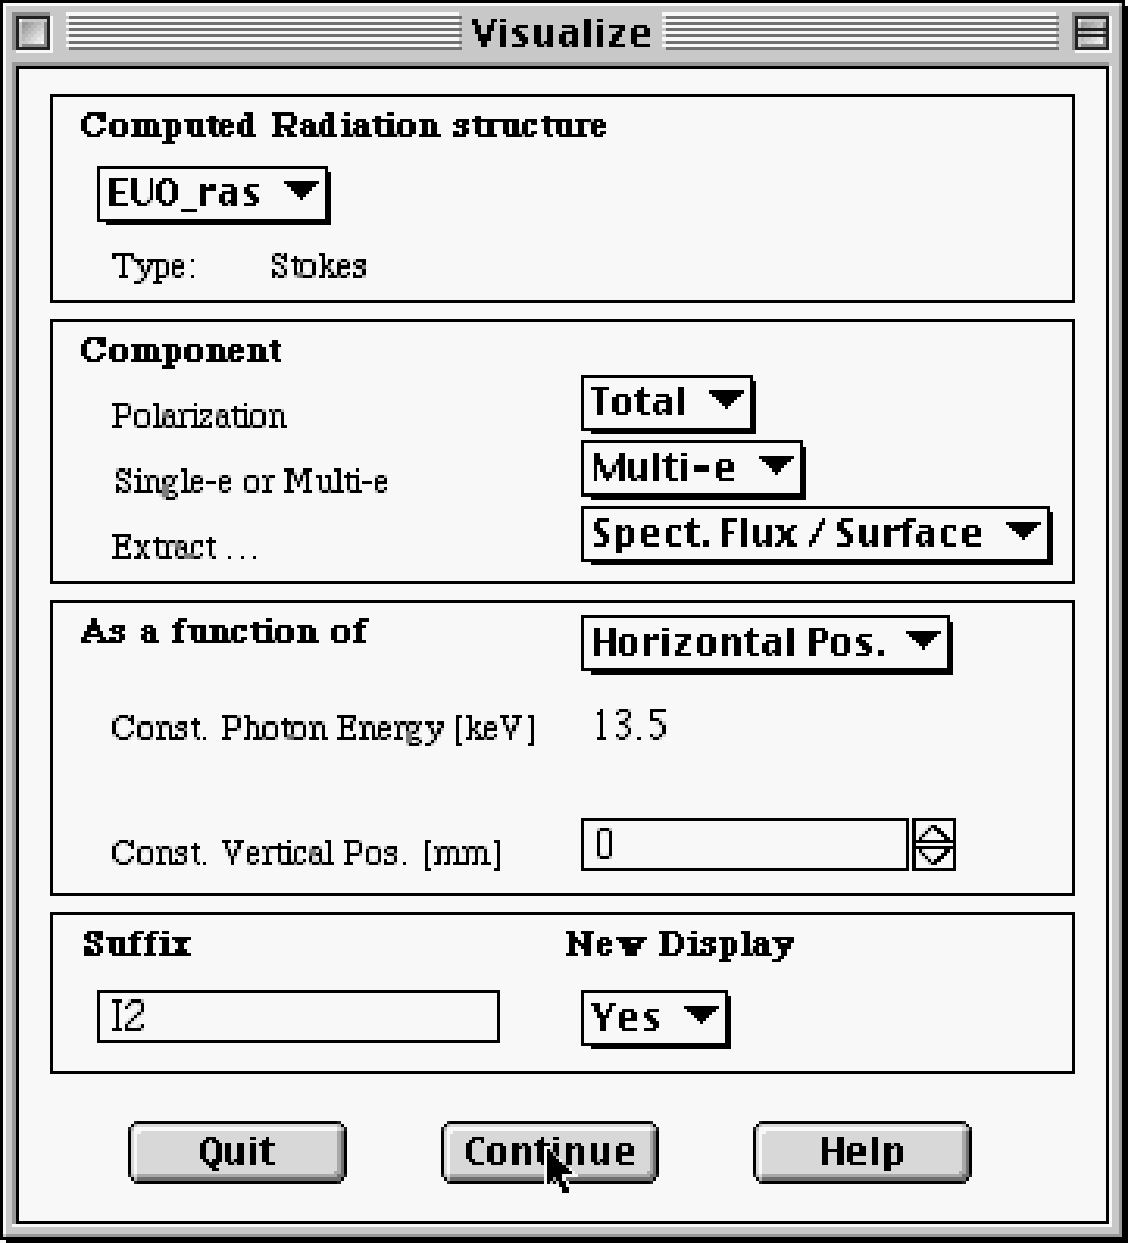 Visualize
Computed Radiation structure
EU0_ras
Type: Stokes
Component
Polarization Total
Single-e or Multi-e Multi-e
Extract ... Spect. Flux / Surface
As a function of Horizontal Pos.
Const. Photon Energy [keV] 13.5
Const. Vertical Pos. [mm] 0
Suffix New Display
I2 Yes
Quit Continue Help